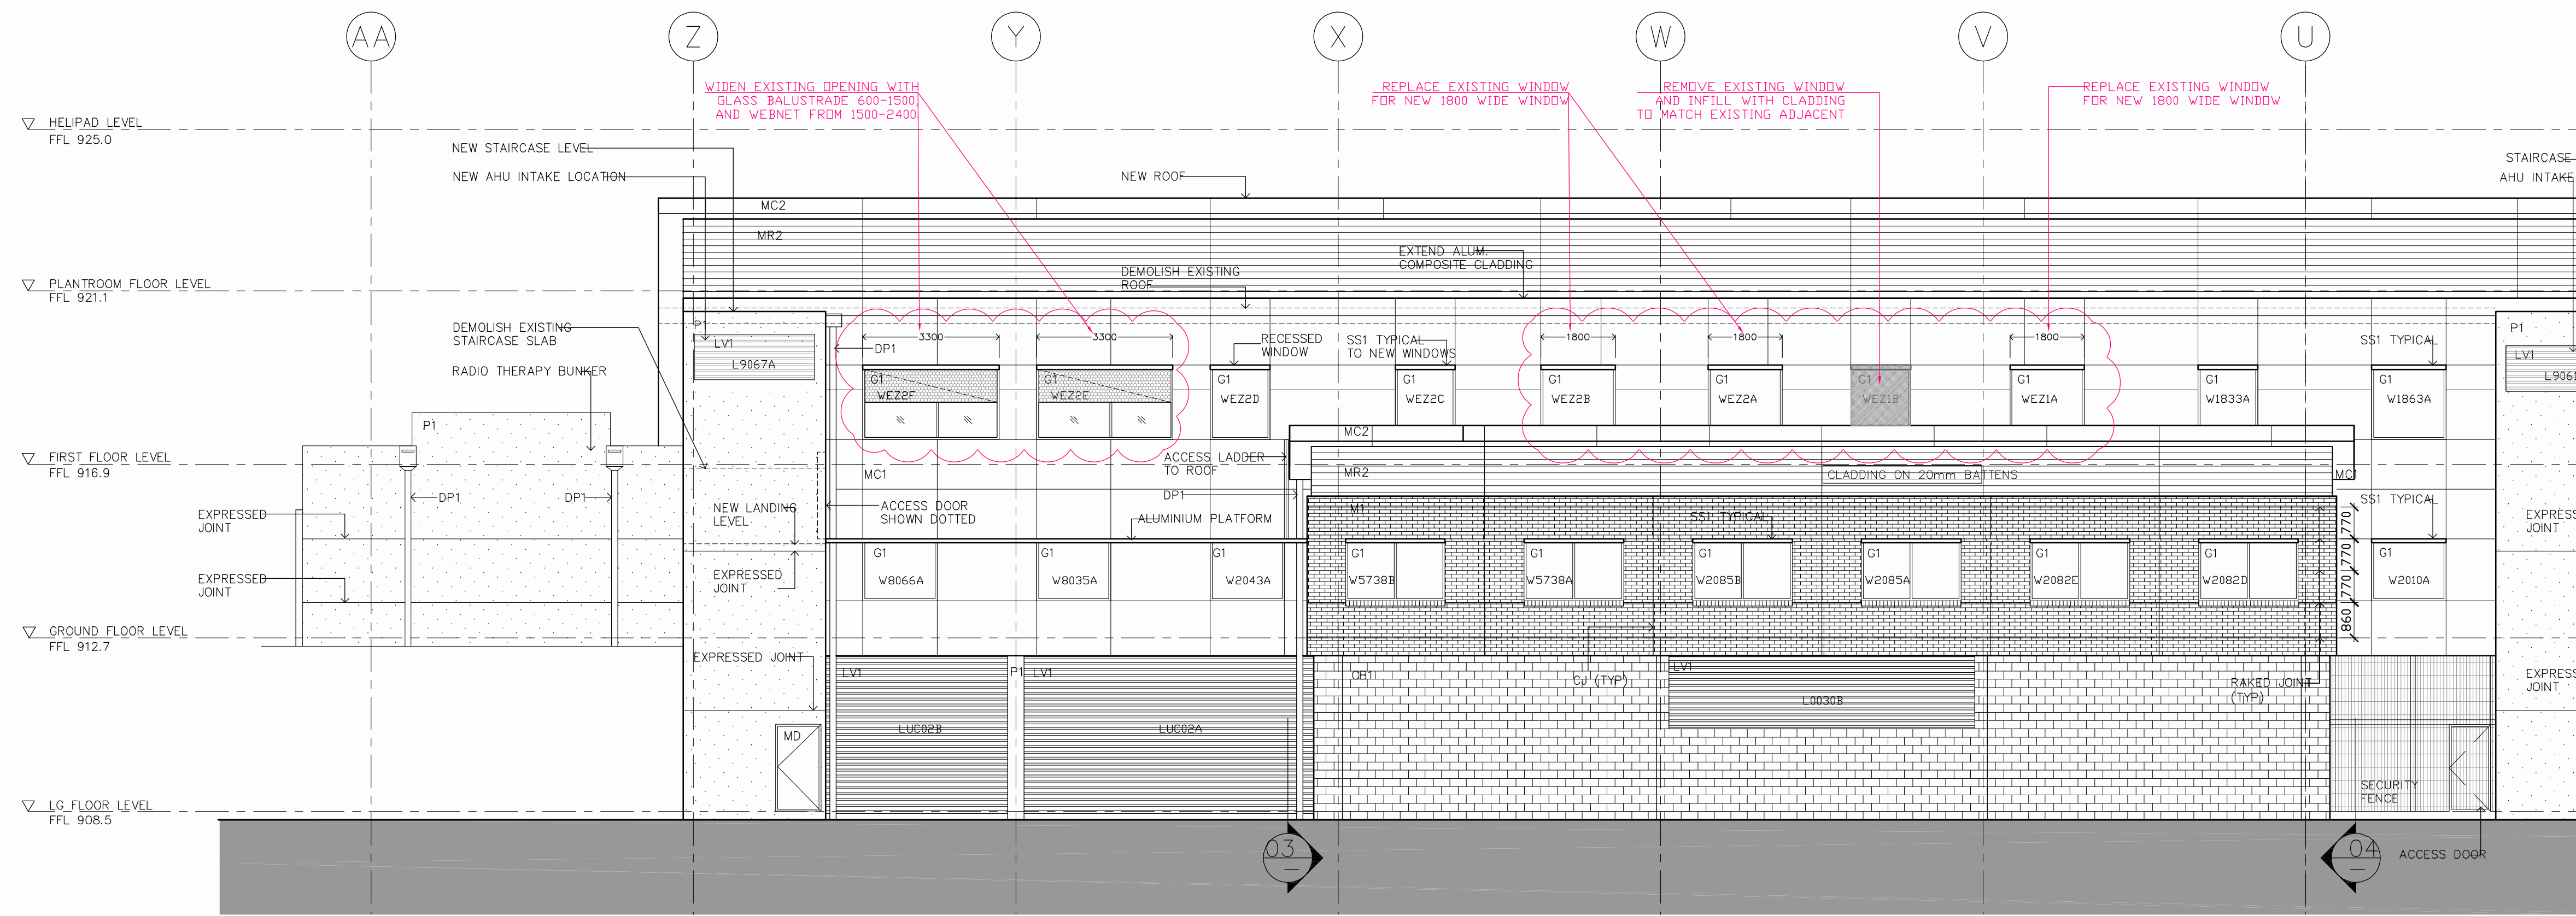 AA
Z
Y
X
W
V
U
WIDEN EXISTING OPENING WITH
GLASS BALUSTRADE 600-1500,
AND WEBNET FROM 1500-2400.
REPLACE EXISTING WINDOW
FOR NEW 1800 WIDE WINDOW
REMOVE EXISTING WINDOW
AND INFILL WITH CLADDING
TO MATCH EXISTING ADJACENT
REPLACE EXISTING WINDOW
FOR NEW 1800 WIDE WINDOW
HELIPAD LEVEL
FFL 925.0
NEW STAIRCASE LEVEL
NEW AHU INTAKE LOCATION
NEW ROOF
STAIRCASE
AHU INTAKE
MC2
MR2
EXTEND ALUM.
COMPOSITE CLADDING
DEMOLISH EXISTING
ROOF
PLANTROOM FLOOR LEVEL
FFL 921.1
DEMOLISH EXISTING
STAIRCASE SLAB
RADIO THERAPY BUNKER
P1
LV1
L9067A
DP1
3300
3300
RECESSED
WINDOW
SS1 TYPICAL
TO NEW WINDOWS
1800
1800
1800
SS1 TYPICAL
P1
LV1
L906
G1
WEZ2F
G1
WEZ2E
G1
WEZ2D
G1
WEZ2C
G1
WEZ2B
G1
WEZ2A
G1
WEZ1B
G1
WEZ1A
G1
W1833A
G1
W1863A
P1
MC2
FIRST FLOOR LEVEL
FFL 916.9
ACCESS LADDER
TO ROOF
MC1
MR2
CLADDING ON 20mm BATTENS
MC1
DP1
DP1
DP1
SS1 TYPICAL
NEW LANDING
LEVEL
ACCESS DOOR
SHOWN DOTTED
ALUMINIUM PLATFORM
M1
SS1 TYPICAL
770
770
770
860
EXPRESSED
JOINT
EXPRESSED
JOINT
EXPRESSED
JOINT
EXPRESS
JOINT
G1
W8066A
G1
W8035A
G1
W2043A
G1
W5738B
G1
W5738A
G1
W2085B
G1
W2085A
G1
W2082E
G1
W2082D
G1
W2010A
GROUND FLOOR LEVEL
FFL 912.7
EXPRESSED JOINT
LV1
P1
LV1
QB1
CJ (TYP)
LV1
L0030B
RAKED JOINT
(TYP)
EXPRESS
JOINT
MD
LUC02B
LUC02A
SECURITY
FENCE
LG FLOOR LEVEL
FFL 908.5
03
04
ACCESS DOOR